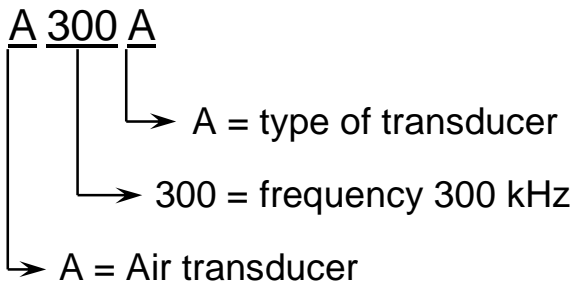 A 300 A
A = type of transducer
300 = frequency 300 kHz
A = Air transducer